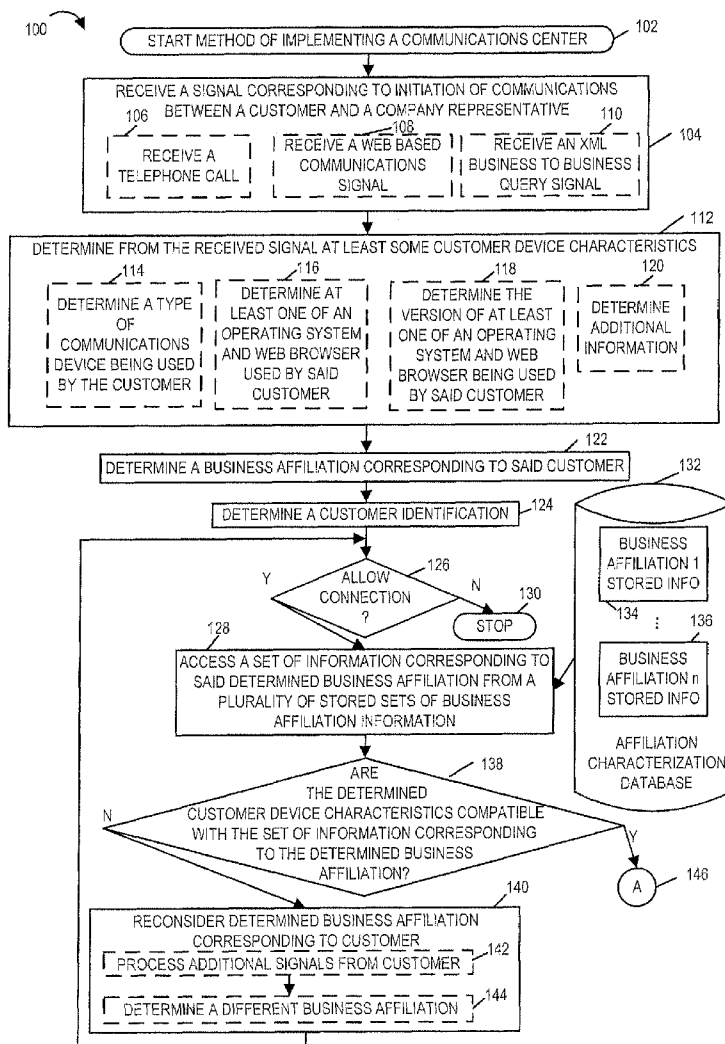 100
START METHOD OF IMPLEMENTING A COMMUNICATIONS CENTER
102
RECEIVE A SIGNAL CORRESPONDING TO INITIATION OF COMMUNICATIONS
BETWEEN A CUSTOMER AND A COMPANY REPRESENTATIVE
106
RECEIVE A
TELEPHONE CALL
108
RECEIVE A WEB BASED
COMMUNICATIONS
SIGNAL
110
RECEIVE AN XML
BUSINESS TO BUSINESS
QUERY SIGNAL
104
112
DETERMINE FROM THE RECEIVED SIGNAL AT LEAST SOME CUSTOMER DEVICE CHARACTERISTICS
114
DETERMINE A TYPE
OF
COMMUNICATIONS
DEVICE BEING USED
BY THE CUSTOMER
116
DETERMINE AT
LEAST ONE OF AN
OPERATING SYSTEM
AND WEB BROWSER
USED BY SAID
CUSTOMER
118
DETERMINE THE
VERSION OF AT LEAST
ONE OF AN OPERATING
SYSTEM AND WEB
BROWSER BEING USED
BY SAID CUSTOMER
120
DETERMINE
ADDITIONAL
INFORMATION
122
DETERMINE A BUSINESS AFFILIATION CORRESPONDING TO SAID CUSTOMER
DETERMINE A CUSTOMER IDENTIFICATION
124
126
Y
ALLOW
CONNECTION
?
N
130
STOP
128
ACCESS A SET OF INFORMATION CORRESPONDING TO
SAID DETERMINED BUSINESS AFFILIATION FROM A
PLURALITY OF STORED SETS OF BUSINESS
AFFILIATION INFORMATION
132
BUSINESS
AFFILIATION 1
STORED INFO
134
⋮
136
BUSINESS
AFFILIATION n
STORED INFO
AFFILIATION
CHARACTERIZATION
DATABASE
138
N
ARE
THE DETERMINED
CUSTOMER DEVICE CHARACTERISTICS COMPATIBLE
WITH THE SET OF INFORMATION CORRESPONDING
TO THE DETERMINED BUSINESS
AFFILIATION?
Y
A
146
140
RECONSIDER DETERMINED BUSINESS AFFILIATION
CORRESPONDING TO CUSTOMER
142
PROCESS ADDITIONAL SIGNALS FROM CUSTOMER
144
DETERMINE A DIFFERENT BUSINESS AFFILIATION